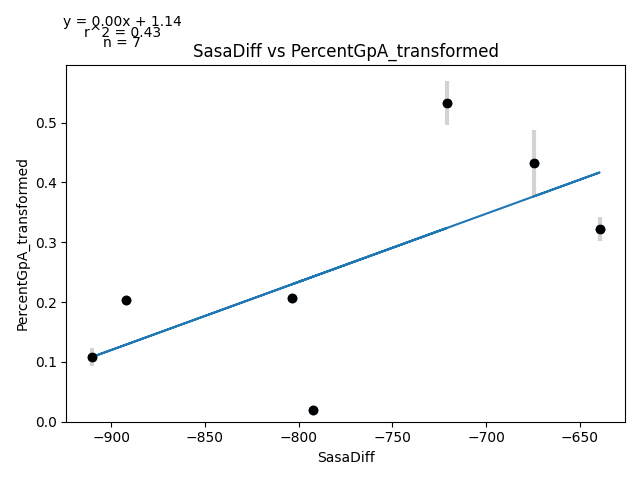 y = 0.00x + 1.14
r^2 = 0.43
n = 7
SasaDiff vs PercentGpA_transformed
PercentGpA_transformed
0.5
0.4
0.3
0.2
0.1
0.0
−900
−850
−800
−750
−700
−650
SasaDiff